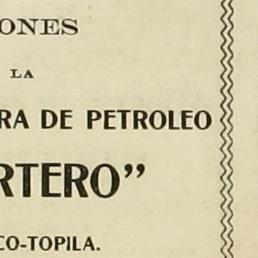 ONES
LA
RA DE PETROLEO
RTERO”
CO-TOPILA.